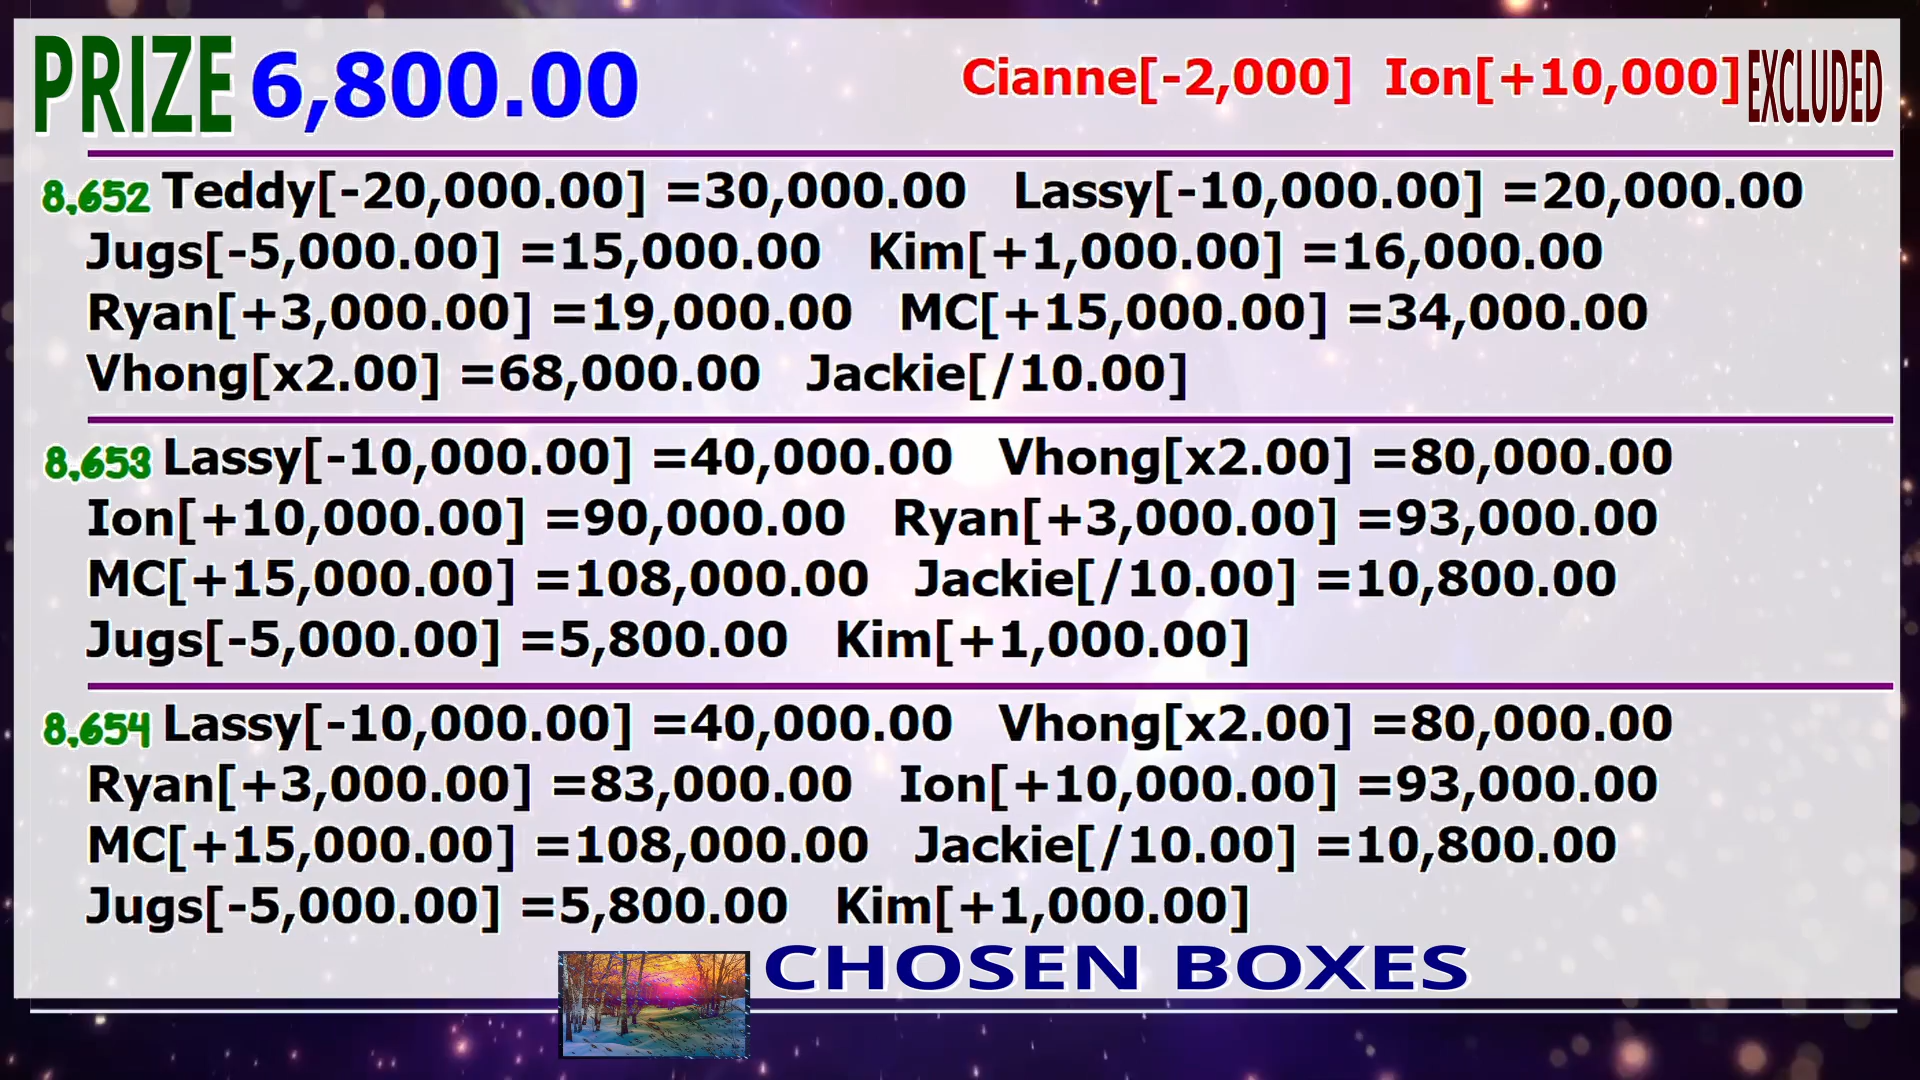 PRIZE 6,800.00 Cianne[-2,000] Ion[+10,000] EXCLUDED
8,652 Teddy[-20,000.00] =30,000.00 Lassy[-10,000.00] =20,000.00
Jugs[-5,000.00] =15,000.00 Kim[+1,000.00] =16,000.00
Ryan[+3,000.00] =19,000.00 MC[+15,000.00] =34,000.00
Vhong[x2.00] =68,000.00 Jackie[/10.00]
8,653 Lassy[-10,000.00] =40,000.00 Vhong[x2.00] =80,000.00
Ion[+10,000.00] =90,000.00 Ryan[+3,000.00] =93,000.00
MC[+15,000.00] =108,000.00 Jackie[/10.00] =10,800.00
Jugs[-5,000.00] =5,800.00 Kim[+1,000.00]
8,654 Lassy[-10,000.00] =40,000.00 Vhong[x2.00] =80,000.00
Ryan[+3,000.00] =83,000.00 Ion[+10,000.00] =93,000.00
MC[+15,000.00] =108,000.00 Jackie[/10.00] =10,800.00
Jugs[-5,000.00] =5,800.00 Kim[+1,000.00]
CHOSEN BOXES